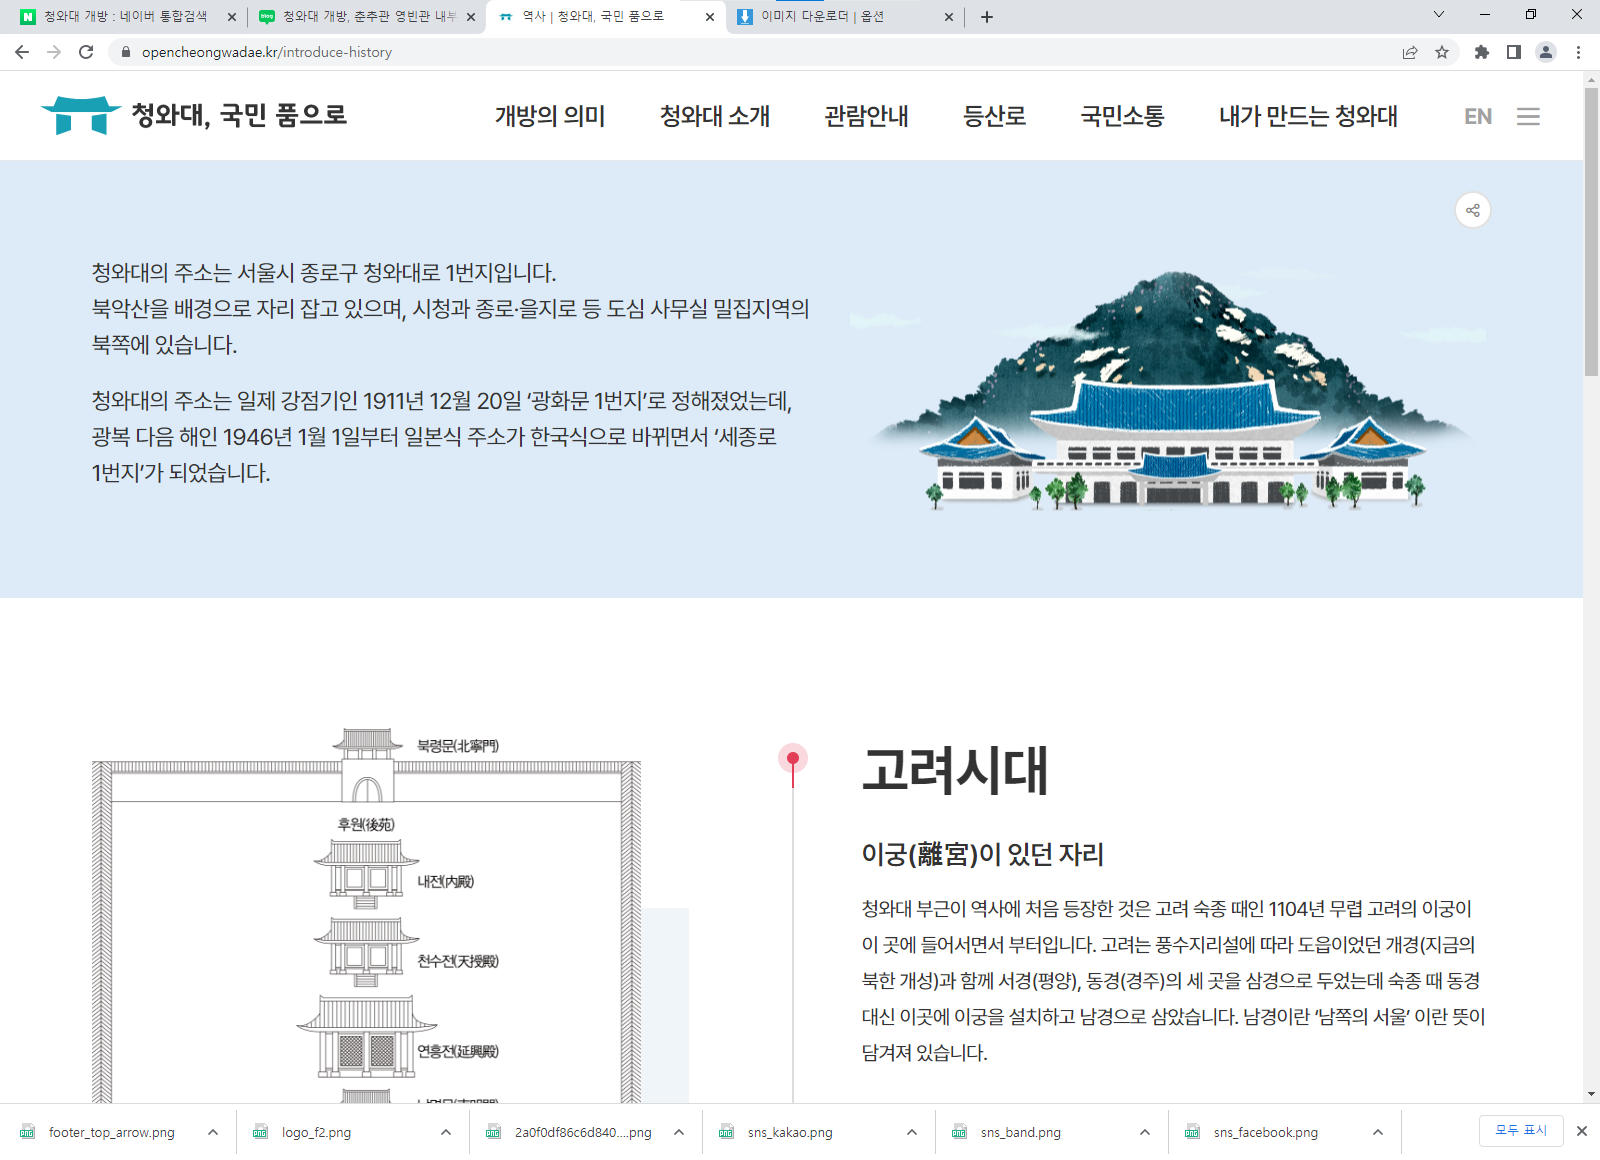 청와대 개방 : 네이버 통합검색
청와대 개방, 춘추관 영빈관 내부
역사 | 청와대, 국민 품으로
이미지 다운로더 | 옵션
opencheongwadae.kr/introduce-history
청와대, 국민 품으로
개방의 의미
청와대 소개
관람안내
등산로
국민소통
내가 만드는 청와대
EN
청와대의 주소는 서울시 종로구 청와대로 1번지입니다.
북악산을 배경으로 자리 잡고 있으며, 시청과 종로·을지로 등 도심 사무실 밀집지역의
북쪽에 있습니다.
청와대의 주소는 일제 강점기인 1911년 12월 20일 ‘광화문 1번지’로 정해졌었는데,
광복 다음 해인 1946년 1월 1일부터 일본식 주소가 한국식으로 바뀌면서 ‘세종로
1번지’가 되었습니다.
북령문(北寧門)
후원(後苑)
내전(内殿)
천수전(天授殿)
연흥전(延興殿)
고려시대
이궁(離宮)이 있던 자리
청와대 부근이 역사에 처음 등장한 것은 고려 숙종 때인 1104년 무렵 고려의 이궁이
이 곳에 들어서면서 부터입니다. 고려는 풍수지리설에 따라 도읍이었던 개경(지금의
북한 개성)과 함께 서경(평양), 동경(경주)의 세 곳을 삼경으로 두었는데 숙종 때 동경
대신 이곳에 이궁을 설치하고 남경으로 삼았습니다. 남경이란 ‘남쪽의 서울’ 이란 뜻이
담겨져 있습니다.
footer_top_arrow.png
logo_f2.png
2a0f0df86c6d840....png
sns_kakao.png
sns_band.png
sns_facebook.png
모두 표시